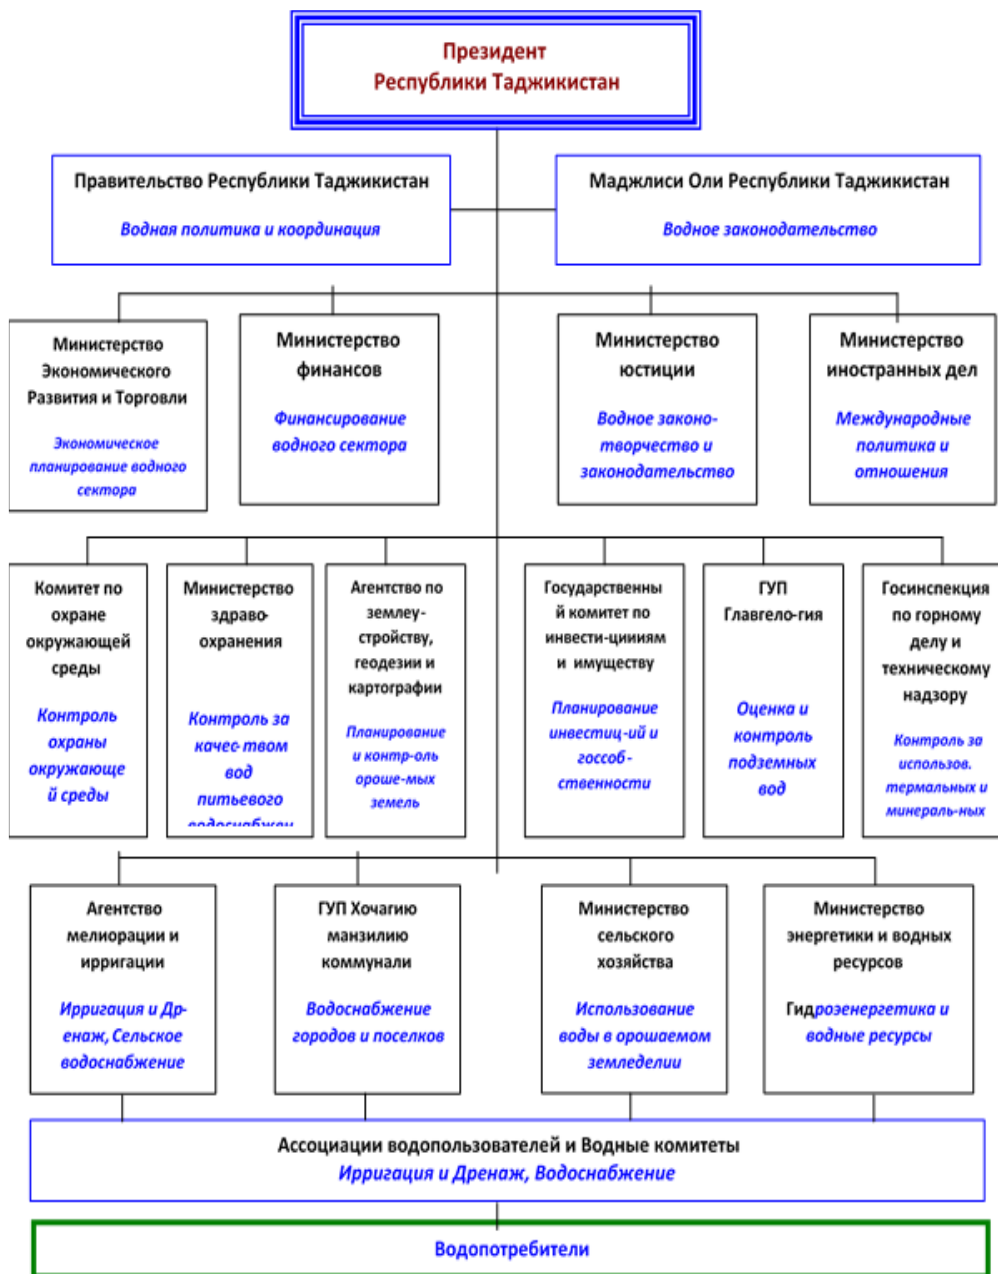 Президент
Республики Таджикистан
Правительство Республики Таджикистан
Водная политика и координация
Маджлиси Оли Республики Таджикистан
Водное законодательство
Министерство
Экономического
Развития и Торговли
Экономическое
планирование водного
сектора
Министерство
финансов
Финансирование
водного сектора
Министерство
юстиции
Водное законо-
творчество и
законодательство
Министерство
иностранных дел
Международные
политика и
отношения
Комитет по
охране
окружающей
среды
Контроль
охраны
окружающе
й среды
Министерство
здраво-
охранения
Контроль за
качес-твом
вод
питьевого
водоснабжен
Агентство по
землеу-
стройству,
геодезии и
картографии
Планирование
и контр-оль
ороше-мых
земель
Государственны
й комитет по
инвести-циииям
и имуществу
Планирование
инвестиц-ий и
госсоб-
ственности
ГУП
Главгело-гия
Оценка и
контроль
подземных
вод
Госинспекция
по горному
делу и
техническому
надзору
Контроль за
использов.
термальных и
минераль-ных
Агентство
мелиорации и
ирригации
Ирригация и Др-
енаж, Сельское
водоснабжение
ГУП Хочагию
манзилию
коммунали
Водоснабжение
городов и поселков
Министерство
сельского
хозяйства
Использование
воды в орошаемом
земледелии
Министерство
энергетики и водных
ресурсов
Гидроэнергетика и
водные ресурсы
Ассоциации водопользователей и Водные комитеты
Ирригация и Дренаж, Водоснабжение
Водопотребители